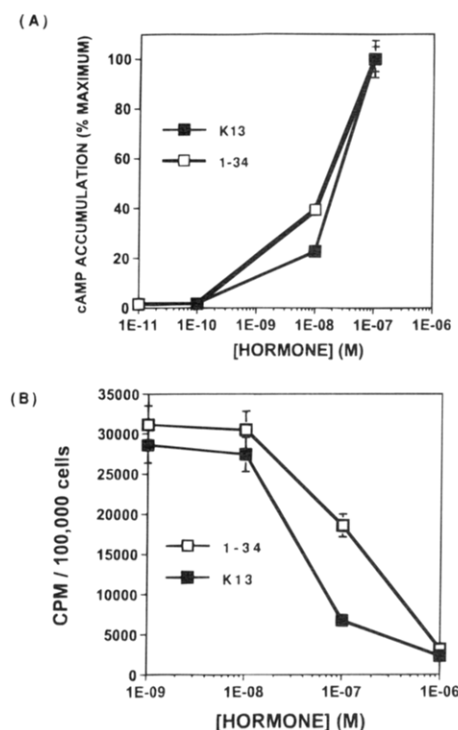 (A)
cAMP ACCUMULATION (% MAXIMUM)
100
80
60
40
20
0
K13
1-34
1E-11 1E-10 1E-09 1E-08 1E-07 1E-06
[HORMONE] (M)
(B)
CPM / 100,000 cells
35000
30000
25000
20000
15000
10000
5000
0
1-34
K13
1E-09 1E-08 1E-07 1E-06
[HORMONE] (M)